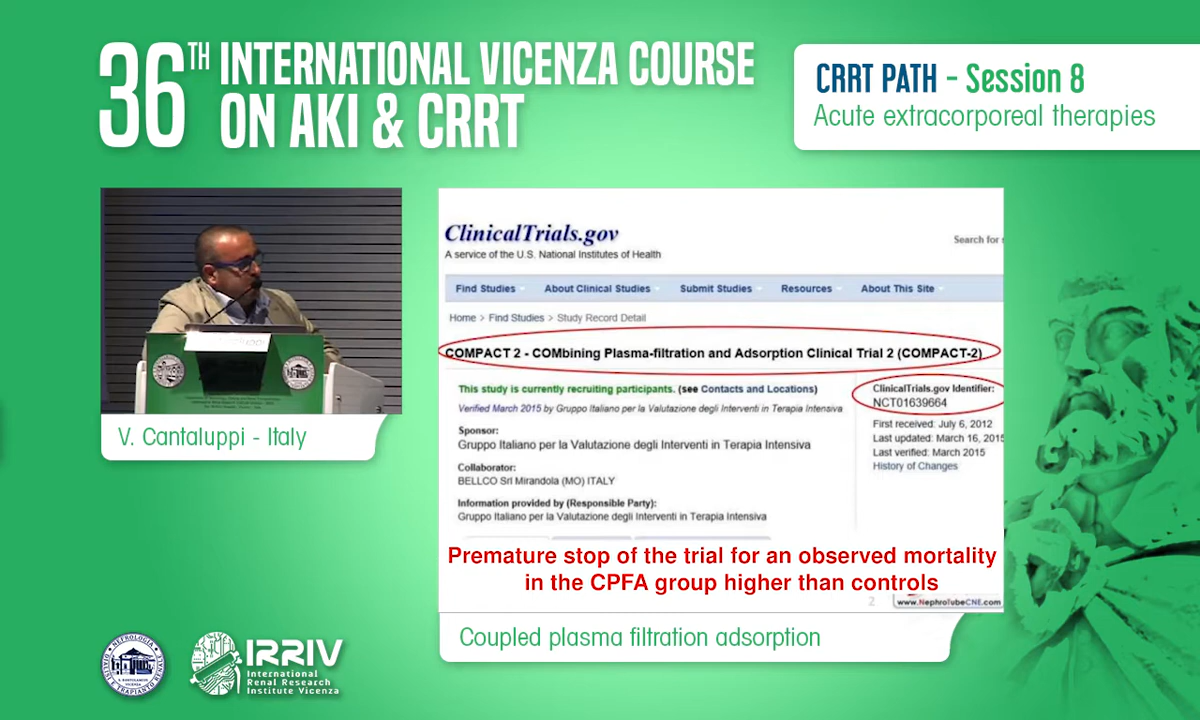 36TH INTERNATIONAL VICENZA COURSE
ON AKI & CRRT
CRRT PATH - Session 8
Acute extracorporeal therapies
V. Cantaluppi - Italy
ClinicalTrials.gov
A service of the U.S. National Institutes of Health
Search for
Find Studies About Clinical Studies Submit Studies Resources About This Site
Home > Find Studies > Study Record Detail
COMPACT 2 - COMbining Plasma-filtration and Adsorption Clinical Trial 2 (COMPACT-2)
This study is currently recruiting participants. (see Contacts and Locations)
Verified March 2015 by Gruppo Italiano per la Valutazione degli Interventi in Terapia Intensiva
Sponsor:
Gruppo Italiano per la Valutazione degli Interventi in Terapia Intensiva
Collaborator:
BELLCO Srl Mirandola (MO) ITALY
Information provided by (Responsible Party):
Gruppo Italiano per la Valutazione degli Interventi in Terapia Intensiva
ClinicalTrials.gov Identifier:
NCT01639664
First received: July 6, 2012
Last updated: March 16, 2015
Last verified: March 2015
History of Changes
Premature stop of the trial for an observed mortality
in the CPFA group higher than controls
2
www.NephroTubeCNE.com
Coupled plasma filtration adsorption
NEFROLOGIA
DIALISI E TRAPIANTO RENALE
VICENZA
IRRIV
International
Renal Research
Institute Vicenza